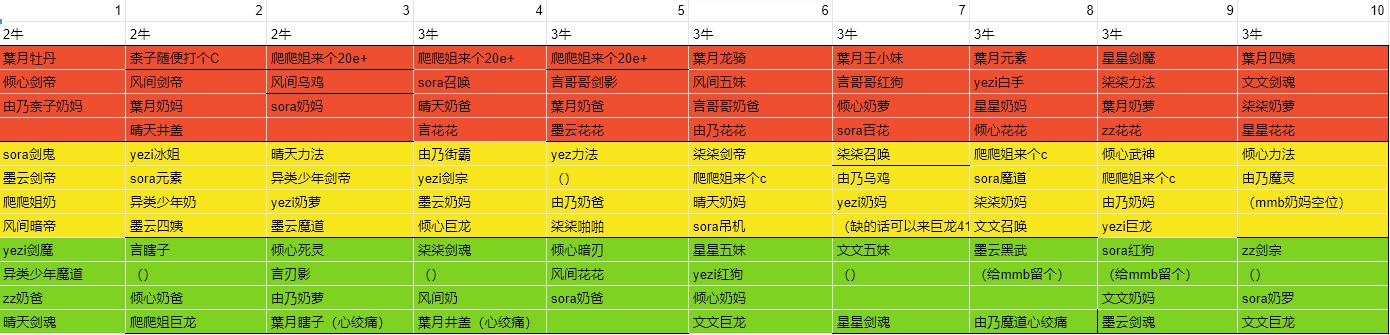 1 2 3 4 5 6 7 8 9 10
2牛 2牛 2牛 3牛 3牛 3牛 3牛 3牛 3牛 3牛
葉月牡丹 柰子随便打个C 爬爬姐来个20e+ 爬爬姐来个20e+ 爬爬姐来个20e+ 葉月龙骑 葉月王小妹 葉月元素 星星剑魔 葉月四姨
倾心剑帝 风间剑帝 风间乌鸡 sora召唤 言哥哥剑影 风间五妹 言哥哥红狗 yezi白手 柒柒力法 文文剑魂
由乃亲子奶妈 葉月奶妈 sora奶妈 晴天奶爸 葉月奶爸 言哥哥奶爸 倾心奶萝 星星奶妈 葉月奶萝 柒柒奶萝
晴天井盖 言花花 墨云花花 由乃花花 sora百花 倾心花花 zz花花 星星花花
sora剑鬼 yezi冰姐 晴天力法 由乃街霸 yez力法 柒柒剑帝 柒柒召唤 爬爬姐来个c 倾心武神 倾心力法
墨云剑帝 sora元素 异类少年剑帝 yezi剑宗 （） 爬爬姐来个c 由乃乌鸡 sora魔道 爬爬姐来个c 由乃魔灵
爬爬姐奶 异类少年奶 yezi奶萝 墨云奶妈 由乃奶爸 晴天奶妈 yezi奶妈 柒柒奶妈 由乃奶妈 （mmb奶妈空位）
风间暗帝 墨云四姨 墨云魔道 倾心巨龙 柒柒啪啪 sora吊机 （缺的话可以来巨龙41 文文召唤 yezi巨龙
yezi剑魔 言瞎子 倾心死灵 柒柒剑魂 倾心暗刃 星星五妹 文文五妹 墨云黑武 sora红狗 zz剑宗
异类少年魔道 （） 言刃影 （） 风间花花 yezi红狗 （） （给mmb留个） （给mmb留个） （）
zz奶爸 倾心奶爸 由乃奶萝 风间奶 sora奶爸 倾心奶妈 文文奶妈 sora奶罗
晴天剑魂 爬爬姐巨龙 葉月瞎子（心绞痛） 葉月井盖（心绞痛） 文文巨龙 星星剑魂 由乃魔道心绞痛 墨云剑魂 文文巨龙